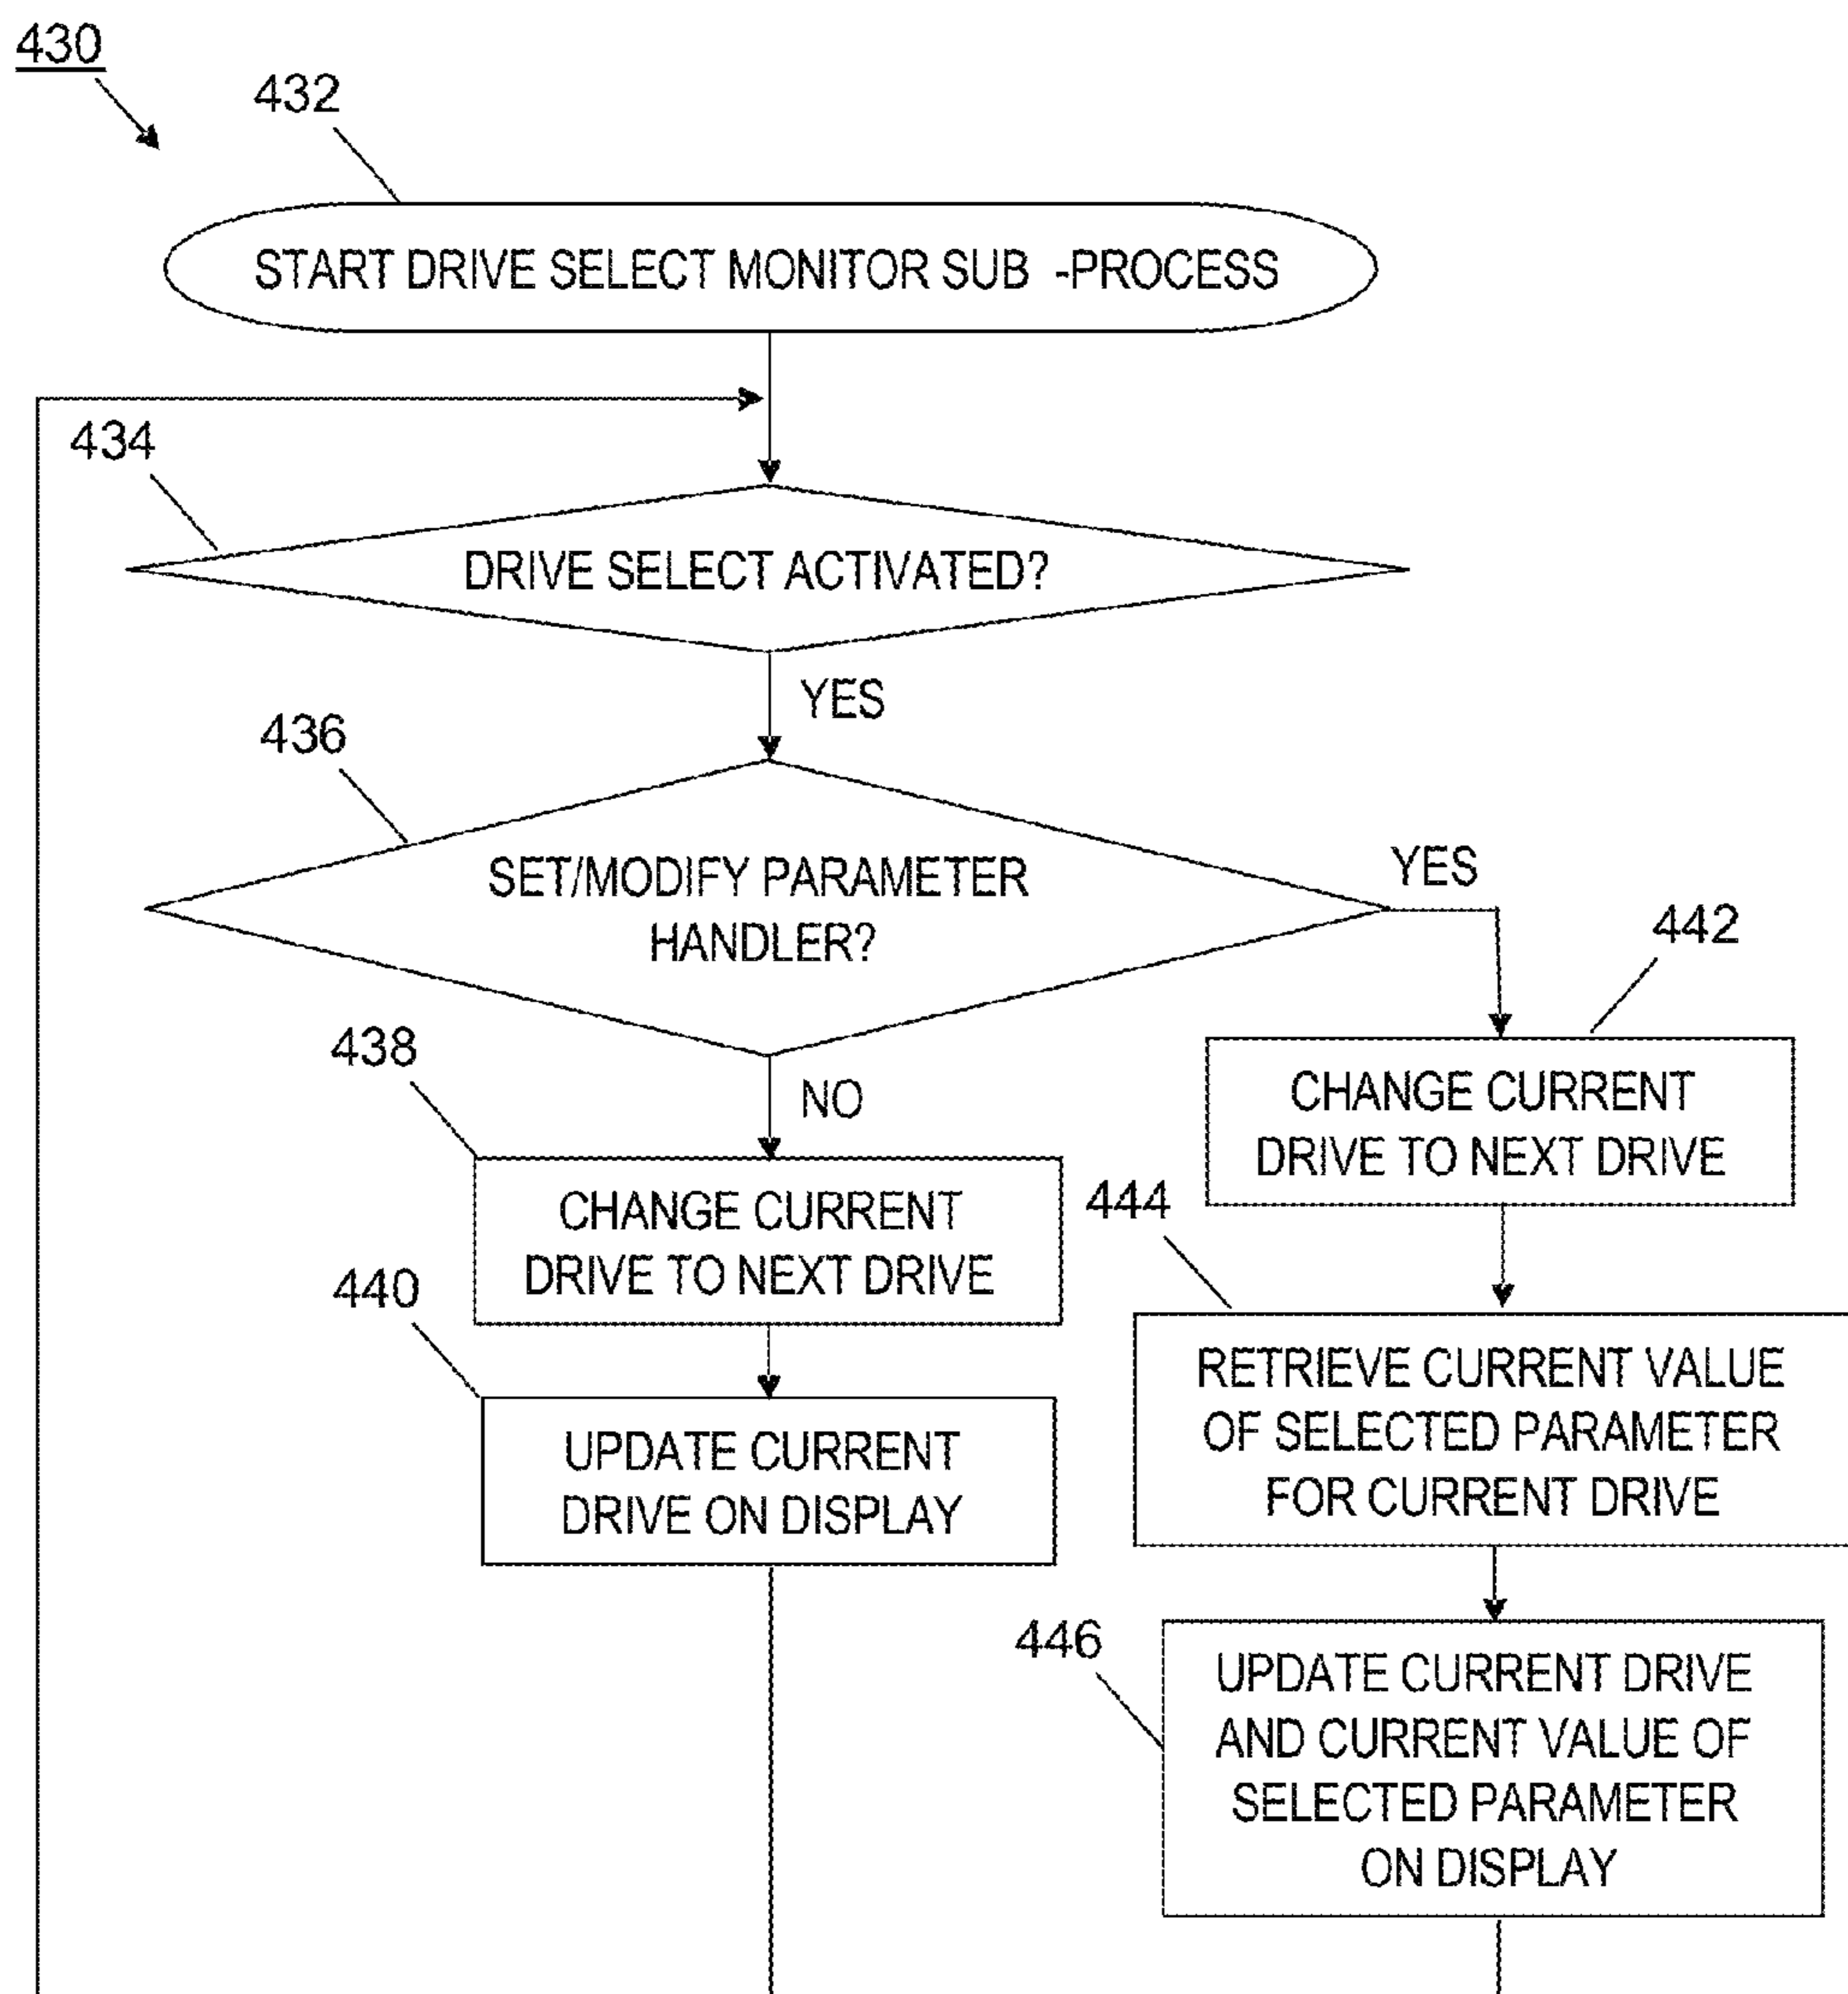 430
432
START DRIVE SELECT MONITOR SUB -PROCESS
434
DRIVE SELECT ACTIVATED?
YES
436
SET/MODIFY PARAMETER
HANDLER?
YES
442
438
NO
CHANGE CURRENT
DRIVE TO NEXT DRIVE
CHANGE CURRENT
DRIVE TO NEXT DRIVE
444
440
RETRIEVE CURRENT VALUE
OF SELECTED PARAMETER
FOR CURRENT DRIVE
UPDATE CURRENT
DRIVE ON DISPLAY
446
UPDATE CURRENT DRIVE
AND CURRENT VALUE OF
SELECTED PARAMETER
ON DISPLAY